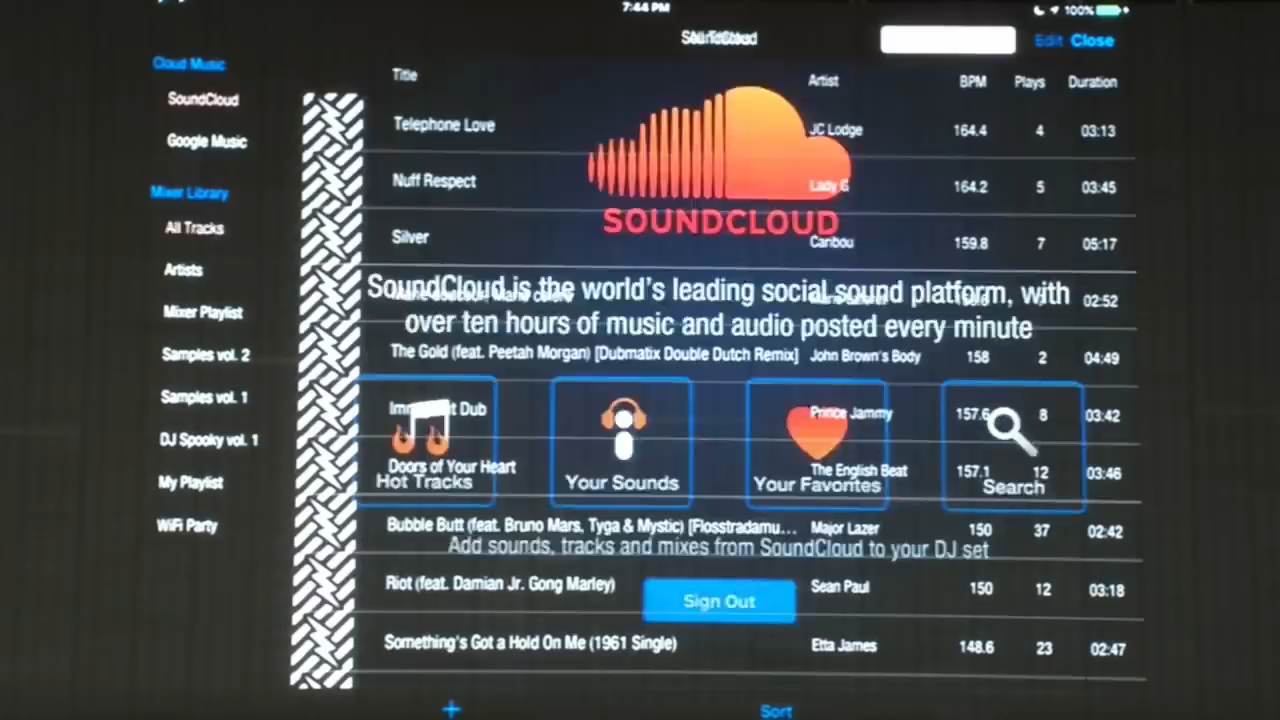 7:44 PM
100%
Edit Close
Cloud Music
SoundCloud
Google Music
Mixer Library
All Tracks
Artists
Mixer Playlist
Samples vol. 2
Samples vol. 1
DJ Spooky vol. 1
My Playlist
WiFi Party
Title Artist BPM Plays Duration
Telephone Love JC Lodge 164.4 4 03:13
Nuff Respect Lady G 164.2 5 03:45
Silver Caribou 159.8 7 05:17
02:52
The Gold (feat. Peetah Morgan) [Dubmatix Double Dutch Remix] John Brown's Body 158 2 04:49
Dub Prince Jammy 157.6 8 03:42
Doors of Your Heart The English Beat 157.1 12 03:46
Bubble Butt (feat. Bruno Mars, Tyga & Mystic) [Flosstradamu... Major Lazer 150 37 02:42
Riot (feat. Damian Jr. Gong Marley) Sean Paul 150 12 03:18
Something's Got a Hold On Me (1961 Single) Etta James 148.6 23 02:47
SOUNDCLOUD
SoundCloud is the world's leading social sound platform, with
over ten hours of music and audio posted every minute
Hot Tracks
Your Sounds
Your Favorites
Search
Add sounds, tracks and mixes from SoundCloud to your DJ set
Sign Out
+ Sort